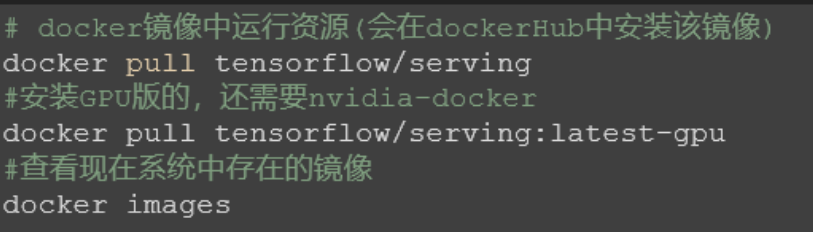 # docker镜像中运行资源(会在dockerHub中安装该镜像)
docker pull tensorflow/serving
#安装GPU版的，还需要nvidia-docker
docker pull tensorflow/serving:latest-gpu
#查看现在系统中存在的镜像
docker images